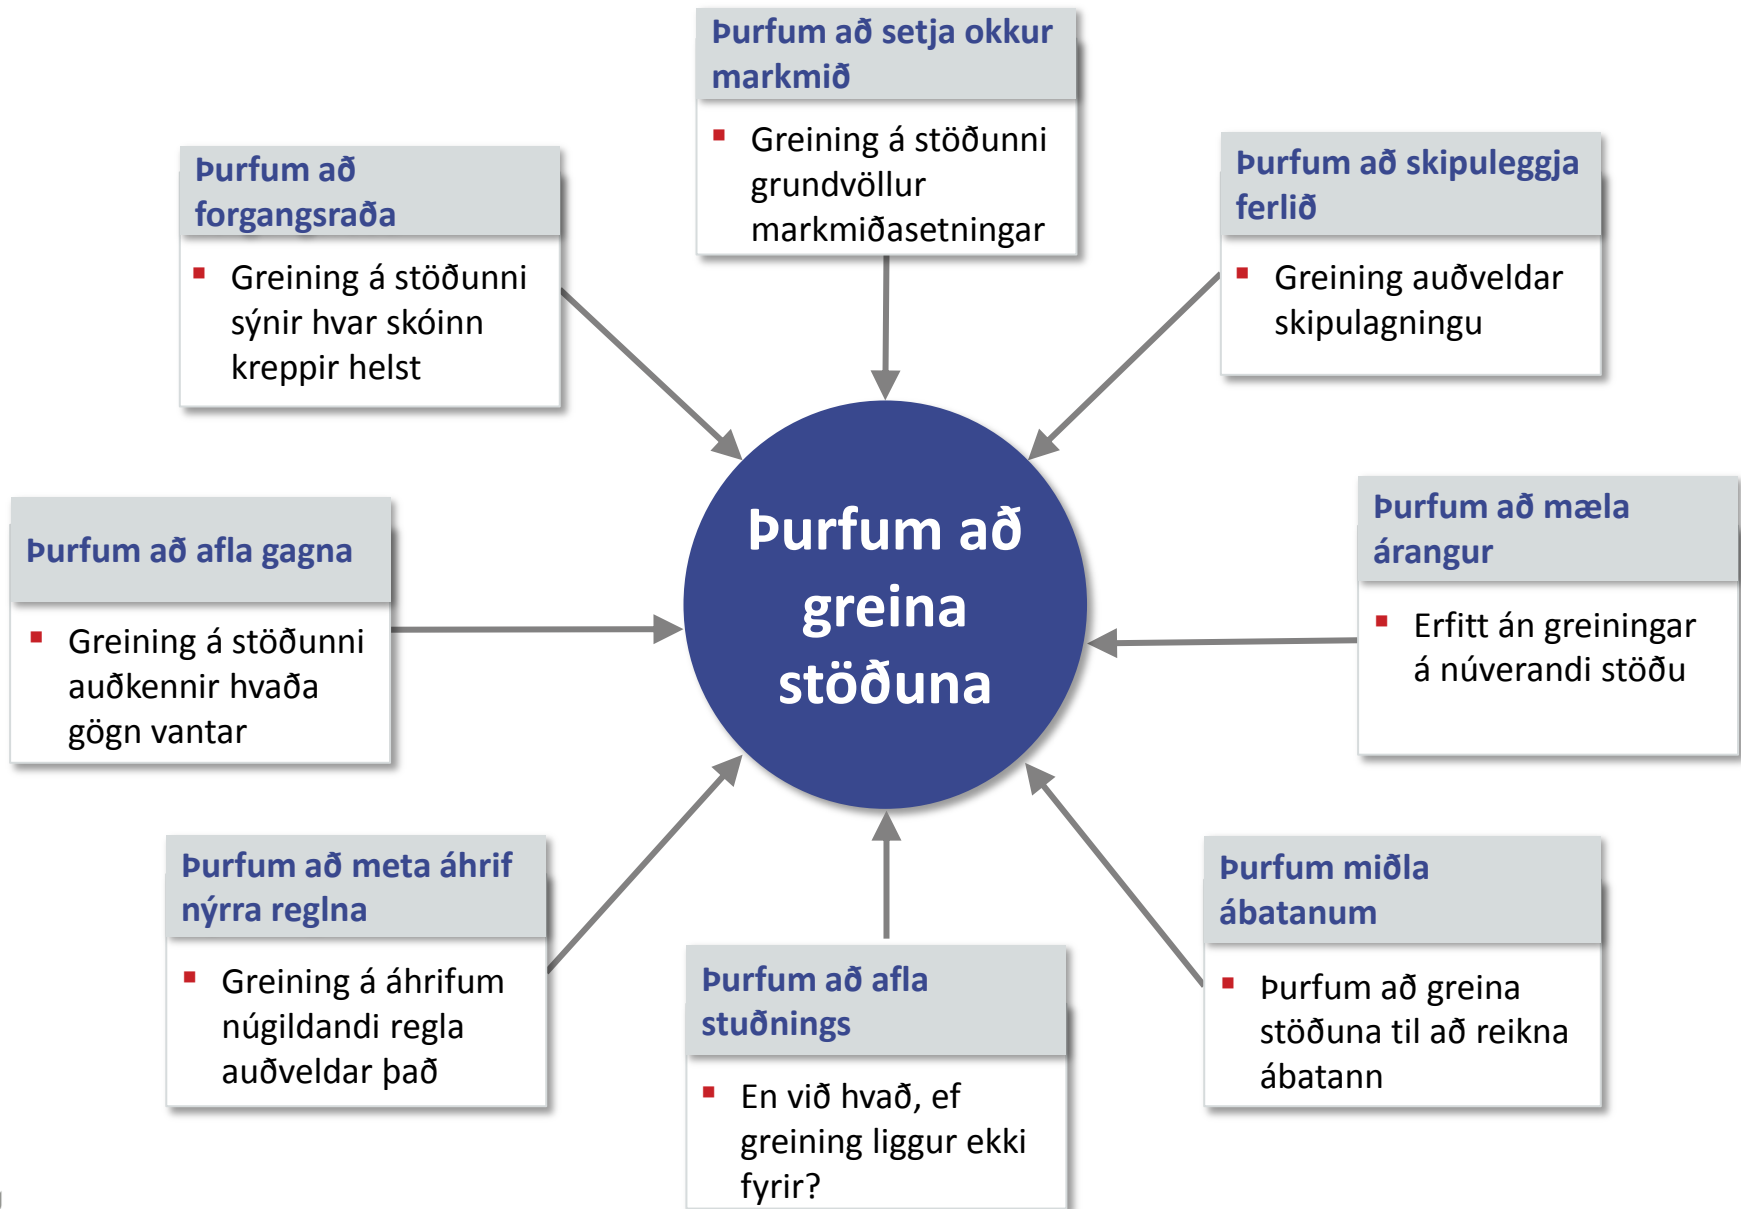 Þurfum að setja okkur
markmið
Greining á stöðunni
grundvöllur
markmiðasetningar
Þurfum að skipuleggja
ferlið
Greining auðveldar
skipulagningu
Þurfum að mæla
árangur
Erfitt án greiningar
á núverandi stöðu
Þurfum miðla
ábatanum
Þurfum að greina
stöðuna til að reikna
ábatann
Þurfum að afla
stuðnings
En við hvað, ef
greining liggur ekki
fyrir?
Þurfum að meta áhrif
nýrra reglna
Greining á áhrifum
núgildandi regla
auðveldar það
Þurfum að afla gagna
Greining á stöðunni
auðkennir hvaða
gögn vantar
Þurfum að
forgangsraða
Greining á stöðunni
sýnir hvar skóinn
kreppir helst
Þurfum að
greina
stöðuna